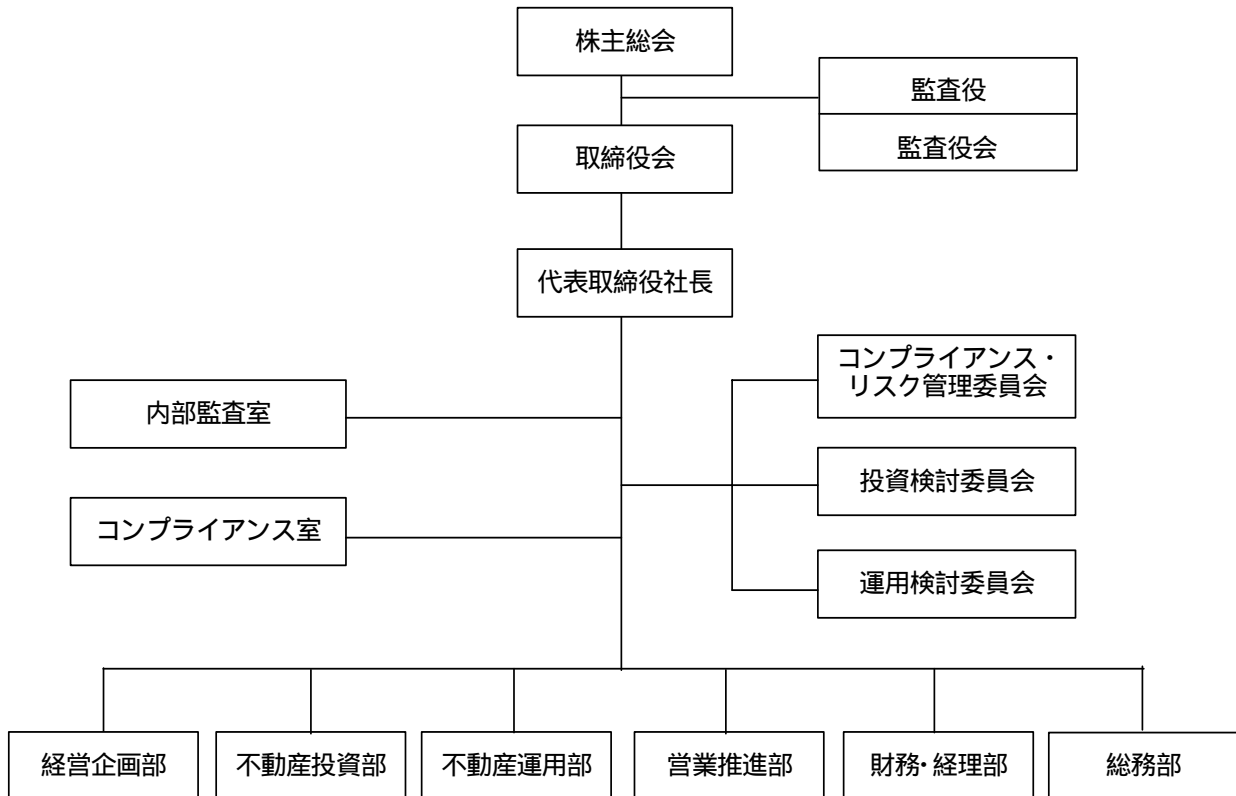 株主総会
監査役
監査役会
取締役会
代表取締役社長
コンプライアンス・
リスク管理委員会
内部監査室
投資検討委員会
コンプライアンス室
運用検討委員会
経営企画部
不動産投資部
不動産運用部
営業推進部
財務・経理部
総務部